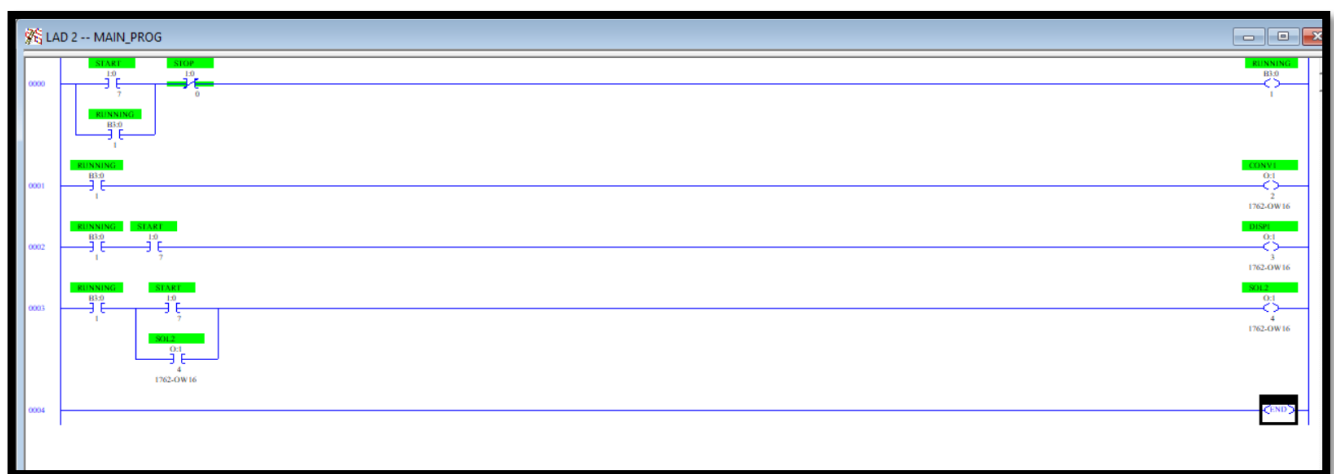 LAD 2 -- MAIN_PROG
START STOP RUNNING
0000 I:0 I:0 B3:0
7 0 1
RUNNING
B3:0
1
RUNNING CONV1
0001 B3:0 O:1
1 2
1762-OW16
RUNNING START DISP1
0002 B3:0 I:0 O:1
1 7 3
1762-OW16
RUNNING START SOL2
0003 B3:0 I:0 O:1
1 7 4
1762-OW16
SOL2
O:1
4
1762-OW16
0004 END